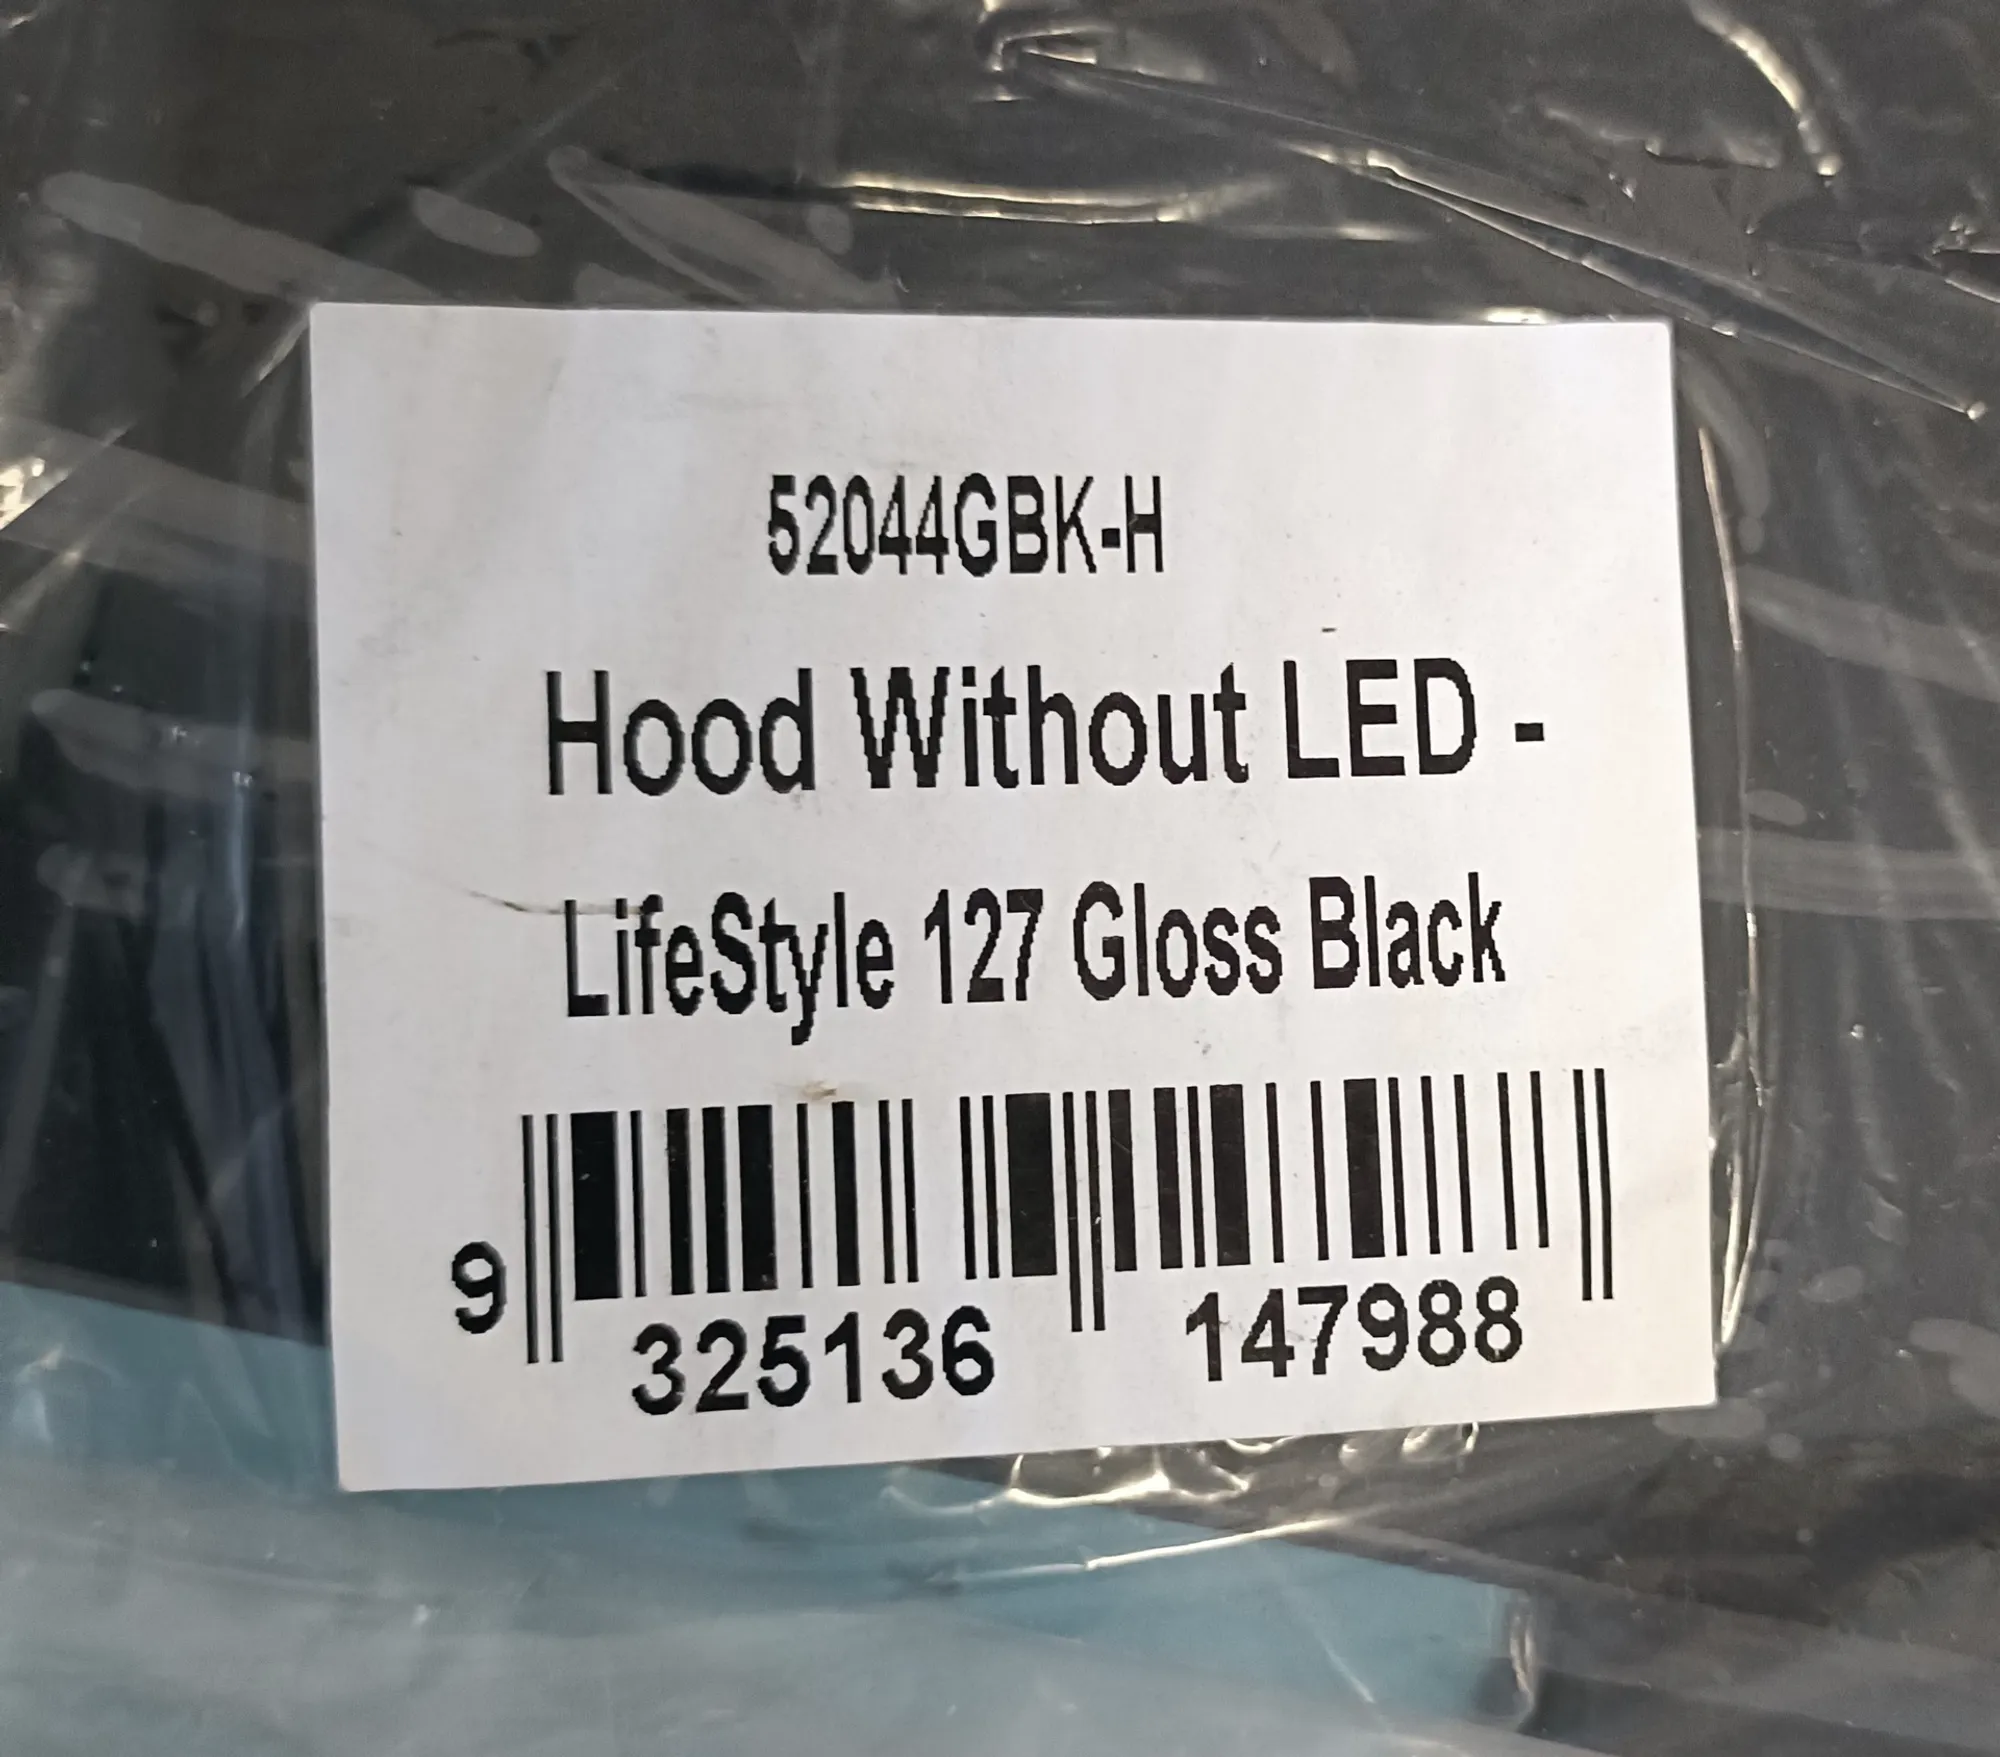 52044GBK-H
Hood Without LED -
LifeStyle 127 Gloss Black
9 325136 147988